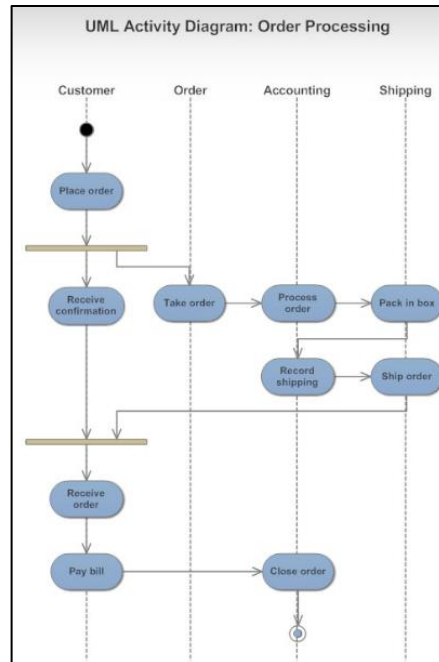 UML Activity Diagram: Order Processing
Customer
Order
Accounting
Shipping
Place order
Receive
confirmation
Take order
Process
order
Pack in box
Record
shipping
Ship order
Receive
order
Pay bill
Close order